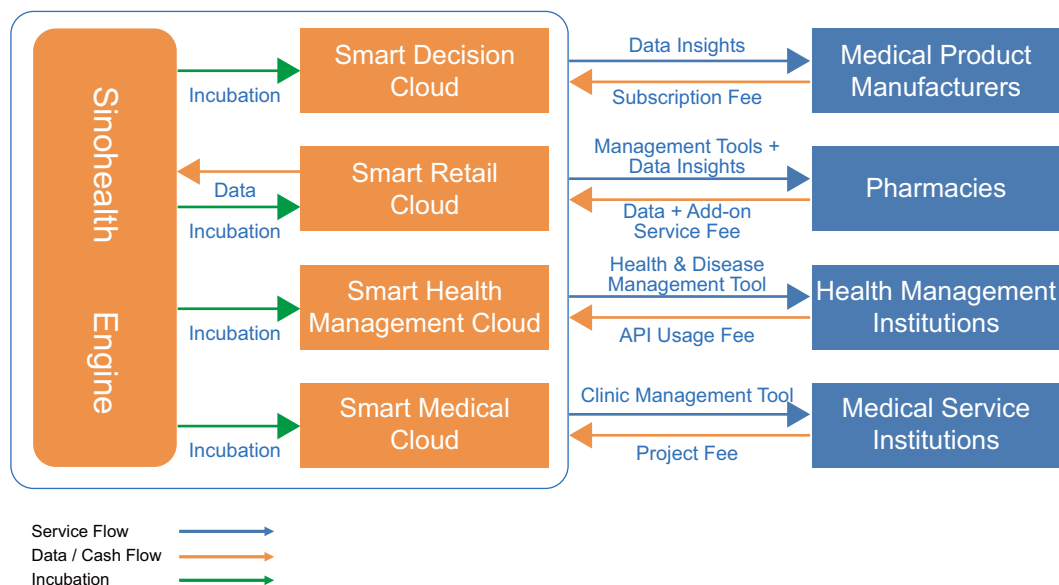 Sinohealth Engine
Incubation
Smart Decision
Cloud
Data Insights
Subscription Fee
Medical Product
Manufacturers
Data
Incubation
Smart Retail
Cloud
Management Tools +
Data Insights
Data + Add-on
Service Fee
Pharmacies
Incubation
Smart Health
Management Cloud
Health & Disease
Management Tool
API Usage Fee
Health Management
Institutions
Incubation
Smart Medical
Cloud
Clinic Management Tool
Project Fee
Medical Service
Institutions
Service Flow
Data / Cash Flow
Incubation